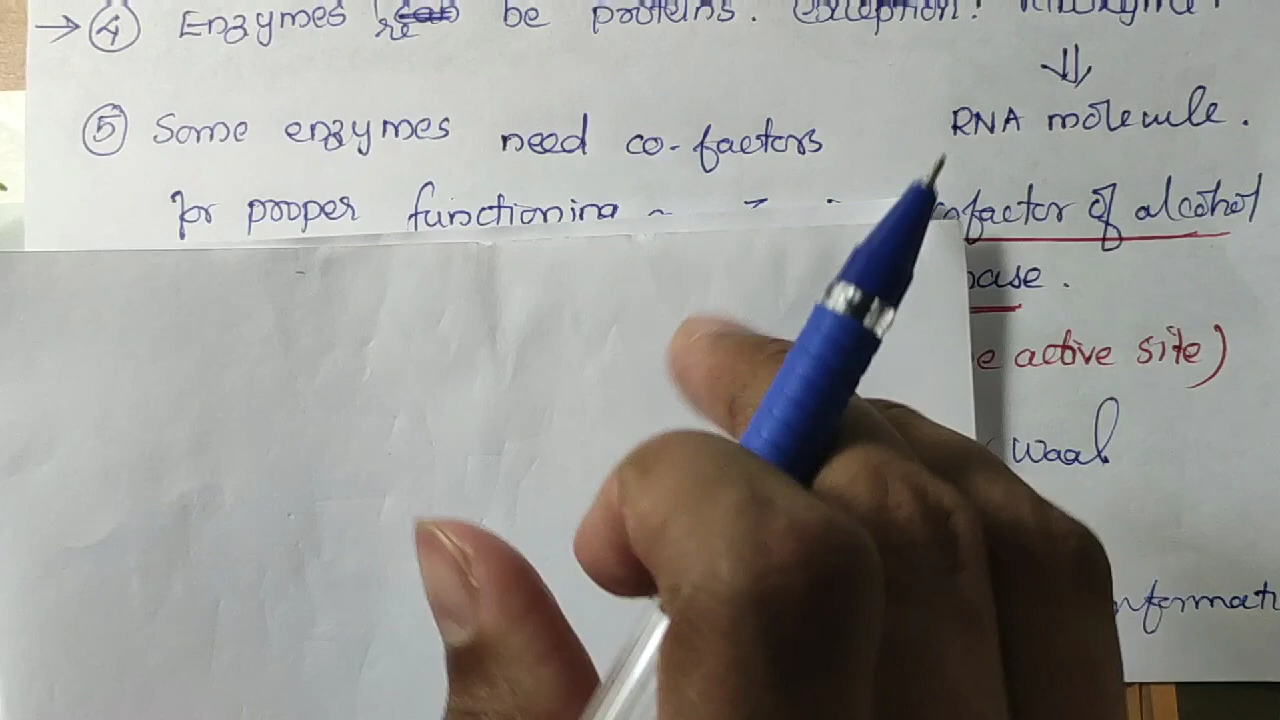 → ④ Enzymes be proteins. exception:
⇓
RNA molecule.
⑤ Some enzymes need co-factors
for proper functioning factor of alcohol
ase.
e active site)
Waal
nformati